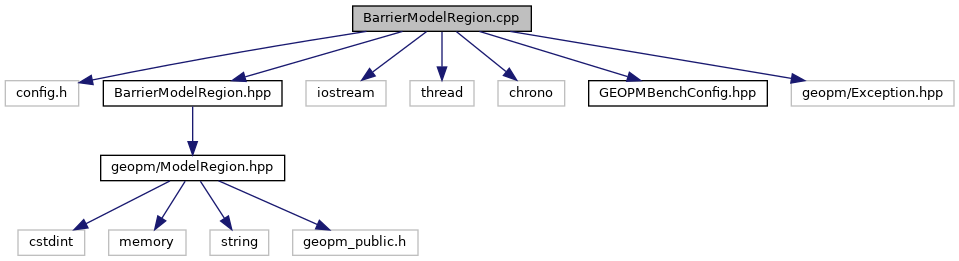 BarrierModelRegion.cpp
config.h
BarrierModelRegion.hpp
iostream
thread
chrono
GEOPMBenchConfig.hpp
geopm/Exception.hpp
geopm/ModelRegion.hpp
cstdint
memory
string
geopm_public.h